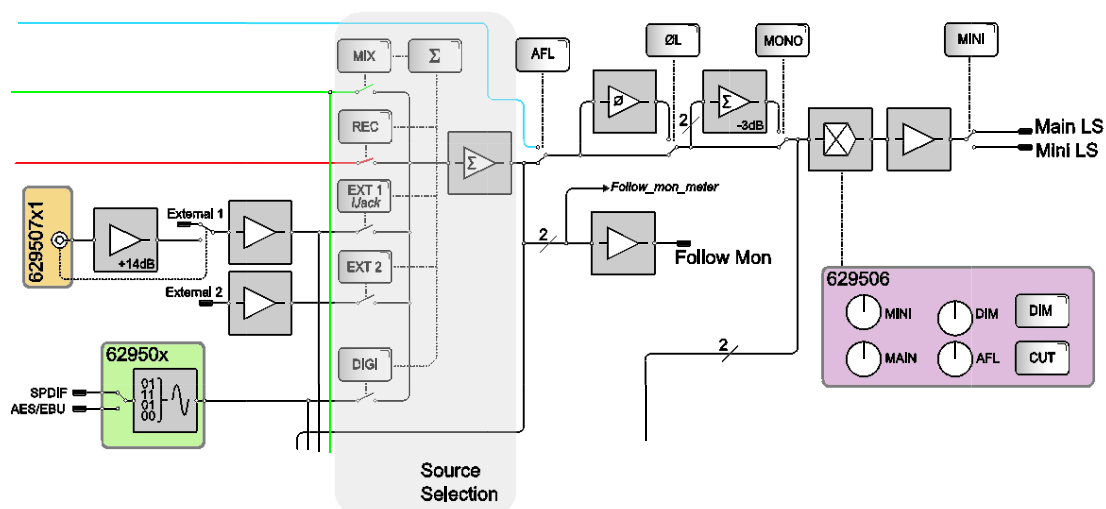 AFL
ØL
MONO
MINI
MIX
Σ
Ø
Σ
-3dB
2
Main LS
Mini LS
REC
Σ
EXT 1
iJack
Follow_mon_meter
629507x1
External 1
+14dB
2
Follow Mon
EXT 2
External 2
629506
MINI
DIM
DIM
MAIN
AFL
CUT
2
62950x
DIGI
SPDIF
AES/EBU
01
11
01
00
Source
Selection